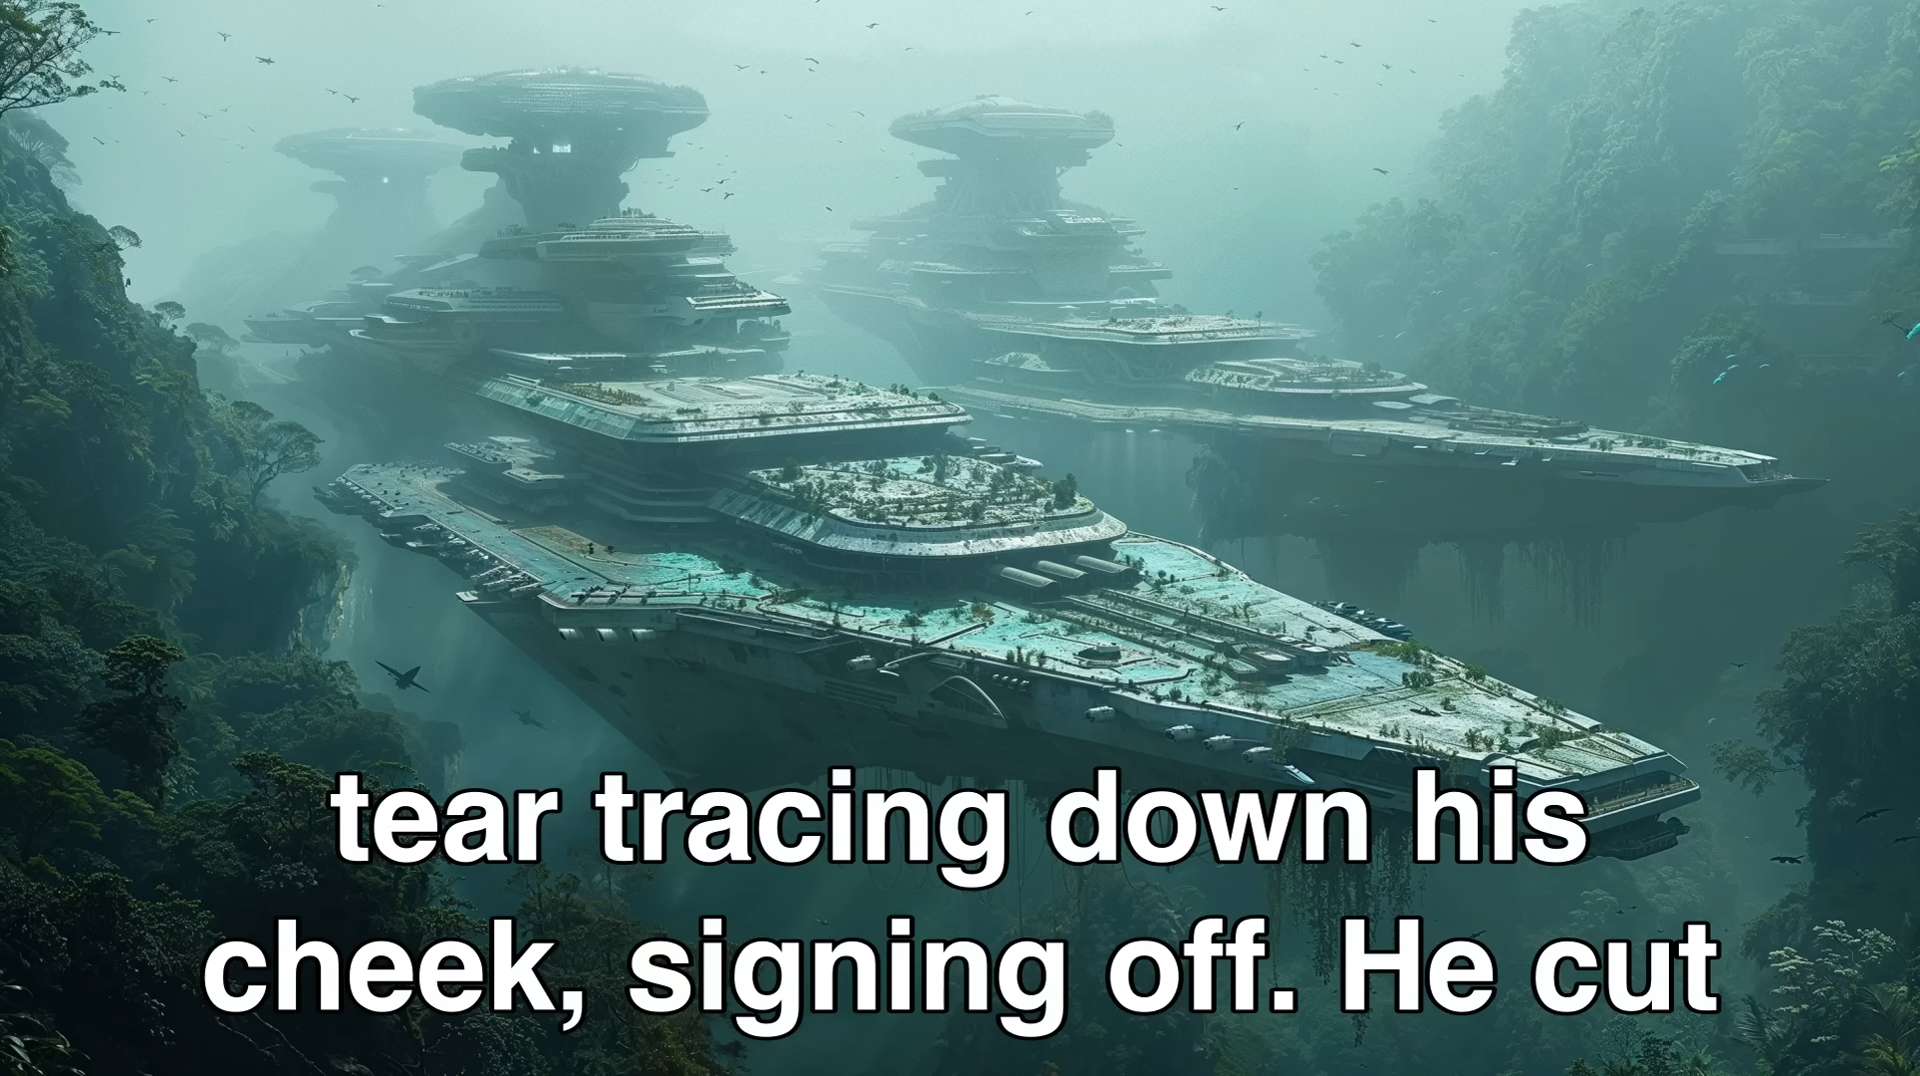 tear tracing down his
cheek, signing off. He cut